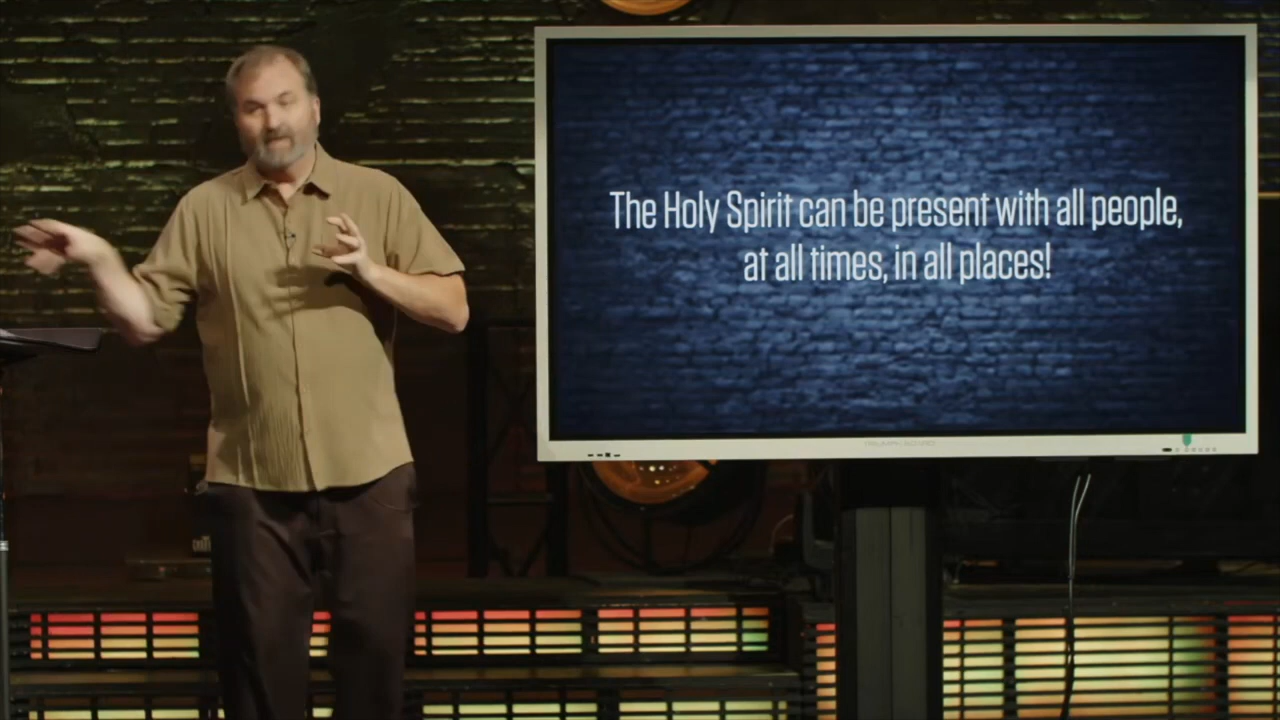 The Holy Spirit can be present with all people,
at all times, in all places!